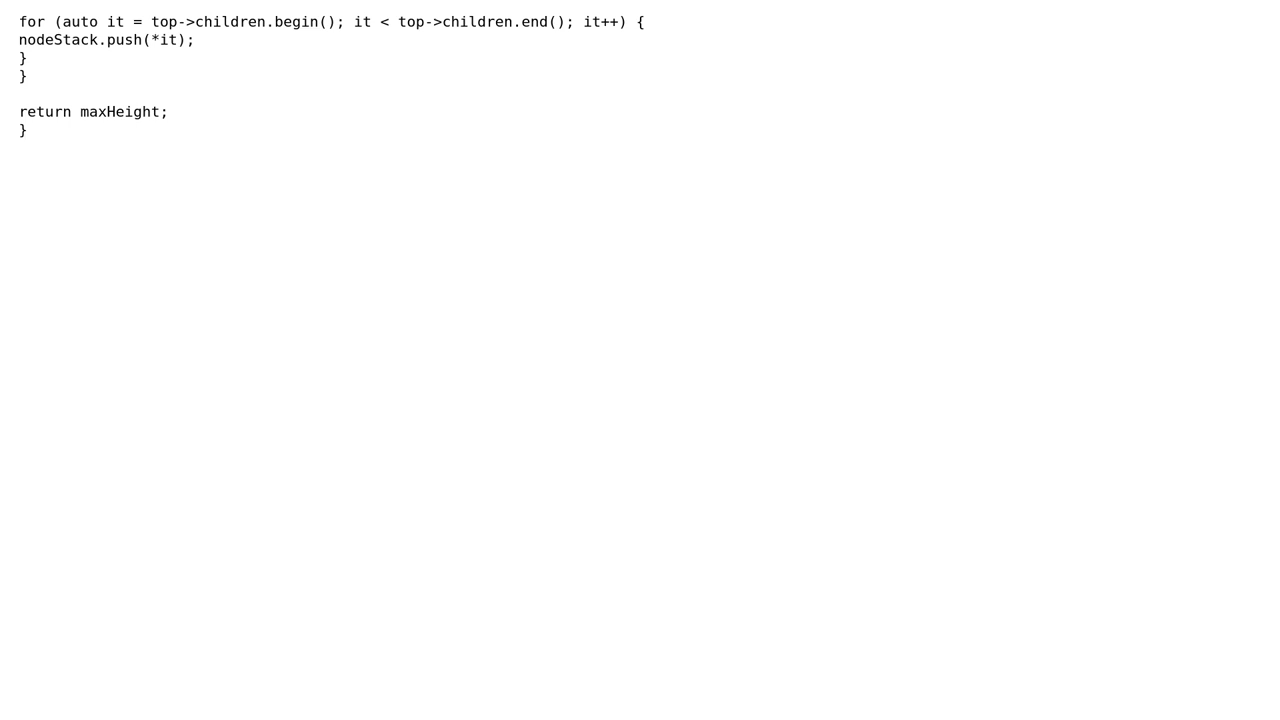 for (auto it = top->children.begin(); it < top->children.end(); it++) {
nodeStack.push(*it);
}
}

return maxHeight;
}